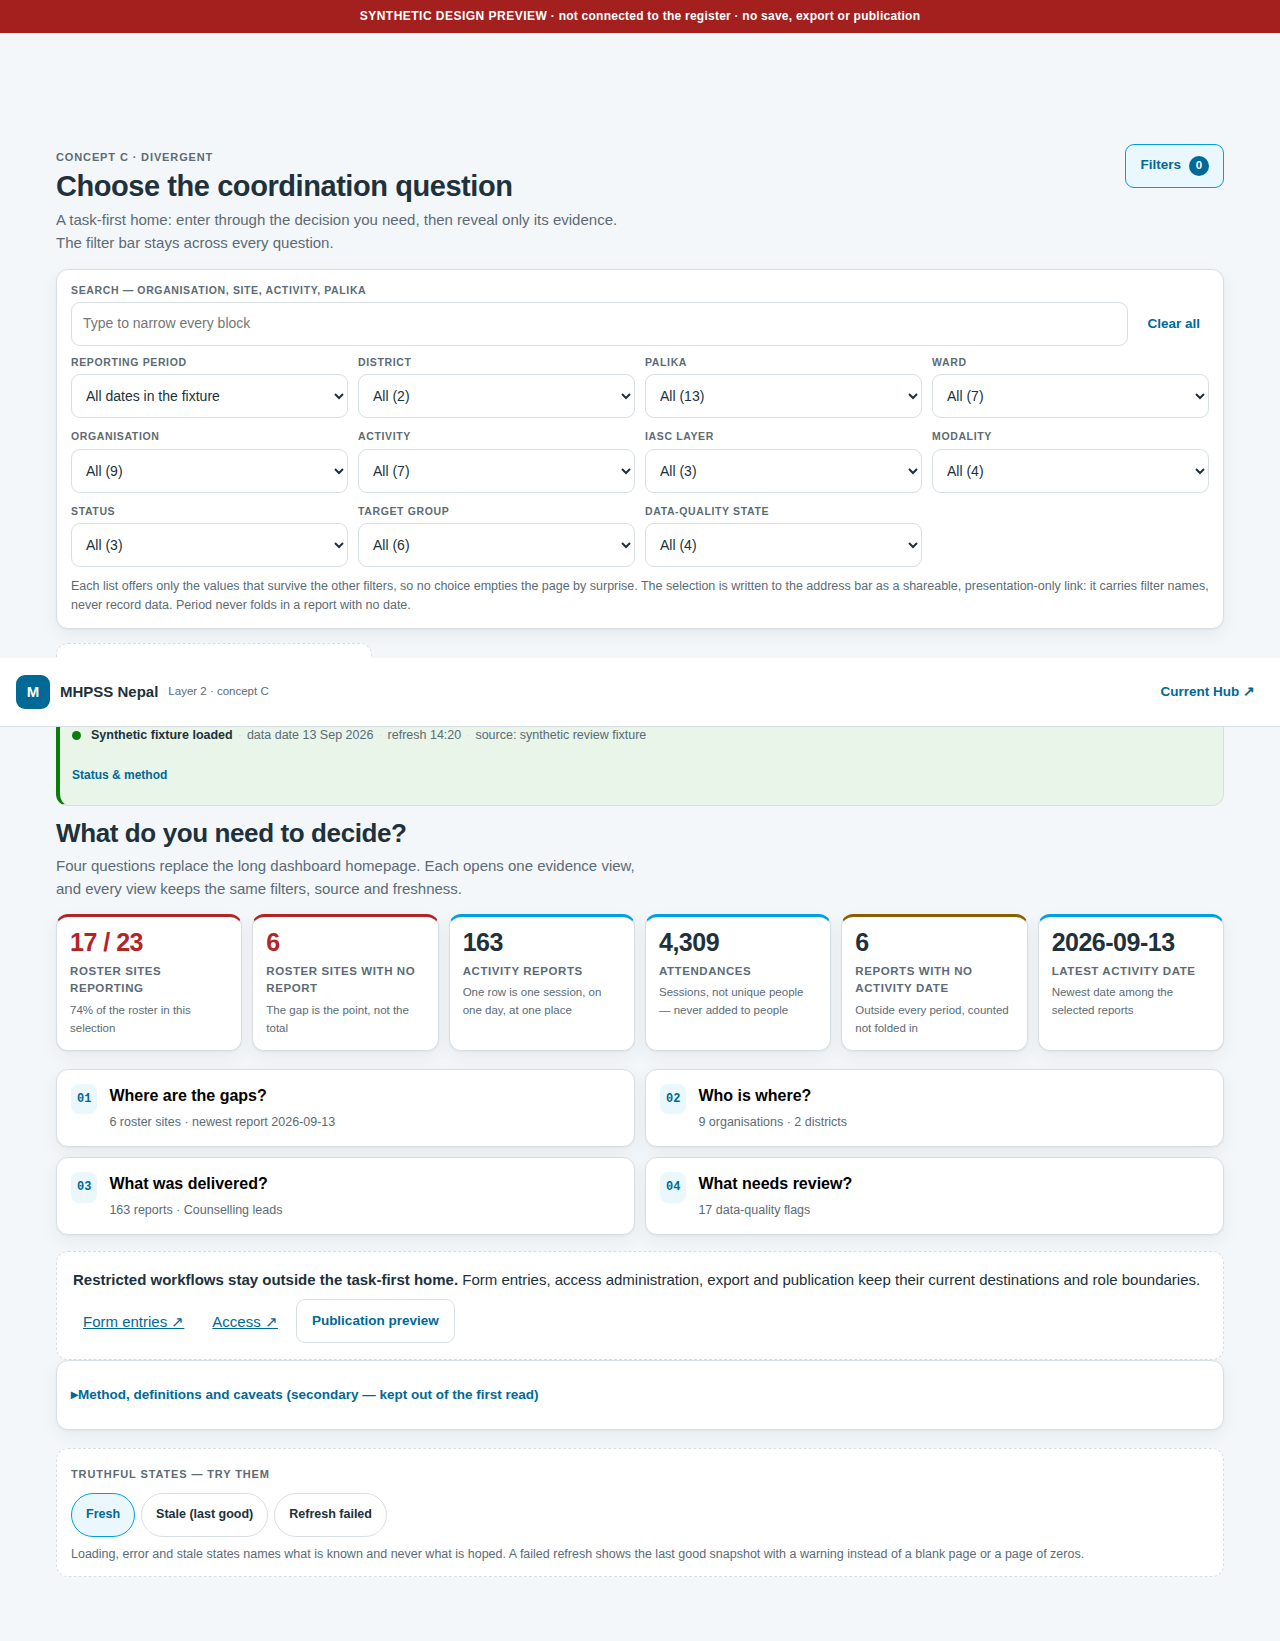 SYNTHETIC DESIGN PREVIEW · not connected to the register · no save, export or publication
CONCEPT C · DIVERGENT
Choose the coordination question
A task-first home: enter through the decision you need, then reveal only its evidence.
The filter bar stays across every question.
Filters 0
SEARCH — ORGANISATION, SITE, ACTIVITY, PALIKA
Type to narrow every block
Clear all
REPORTING PERIOD
DISTRICT
PALIKA
WARD
All dates in the fixture
All (2)
All (13)
All (7)
ORGANISATION
ACTIVITY
IASC LAYER
MODALITY
All (9)
All (7)
All (3)
All (4)
STATUS
TARGET GROUP
DATA-QUALITY STATE
All (3)
All (6)
All (4)
Each list offers only the values that survive the other filters, so no choice empties the page by surprise. The selection is written to the address bar as a shareable, presentation-only link: it carries filter names,
never record data. Period never folds in a report with no date.
M
MHPSS Nepal
Layer 2 · concept C
Current Hub ↗
Synthetic fixture loaded · data date 13 Sep 2026 · refresh 14:20 · source: synthetic review fixture
Status & method
What do you need to decide?
Four questions replace the long dashboard homepage. Each opens one evidence view,
and every view keeps the same filters, source and freshness.
17 / 23
ROSTER SITES
REPORTING
74% of the roster in this
selection
6
ROSTER SITES WITH NO
REPORT
The gap is the point, not the
total
163
ACTIVITY REPORTS
One row is one session, on
one day, at one place
4,309
ATTENDANCES
Sessions, not unique people
— never added to people
6
REPORTS WITH NO
ACTIVITY DATE
Outside every period, counted
not folded in
2026-09-13
LATEST ACTIVITY DATE
Newest date among the
selected reports
01
Where are the gaps?
6 roster sites · newest report 2026-09-13
02
Who is where?
9 organisations · 2 districts
03
What was delivered?
163 reports · Counselling leads
04
What needs review?
17 data-quality flags
Restricted workflows stay outside the task-first home. Form entries, access administration, export and publication keep their current destinations and role boundaries.
Form entries ↗
Access ↗
Publication preview
▸Method, definitions and caveats (secondary — kept out of the first read)
TRUTHFUL STATES — TRY THEM
Fresh
Stale (last good)
Refresh failed
Loading, error and stale states names what is known and never what is hoped. A failed refresh shows the last good snapshot with a warning instead of a blank page or a page of zeros.